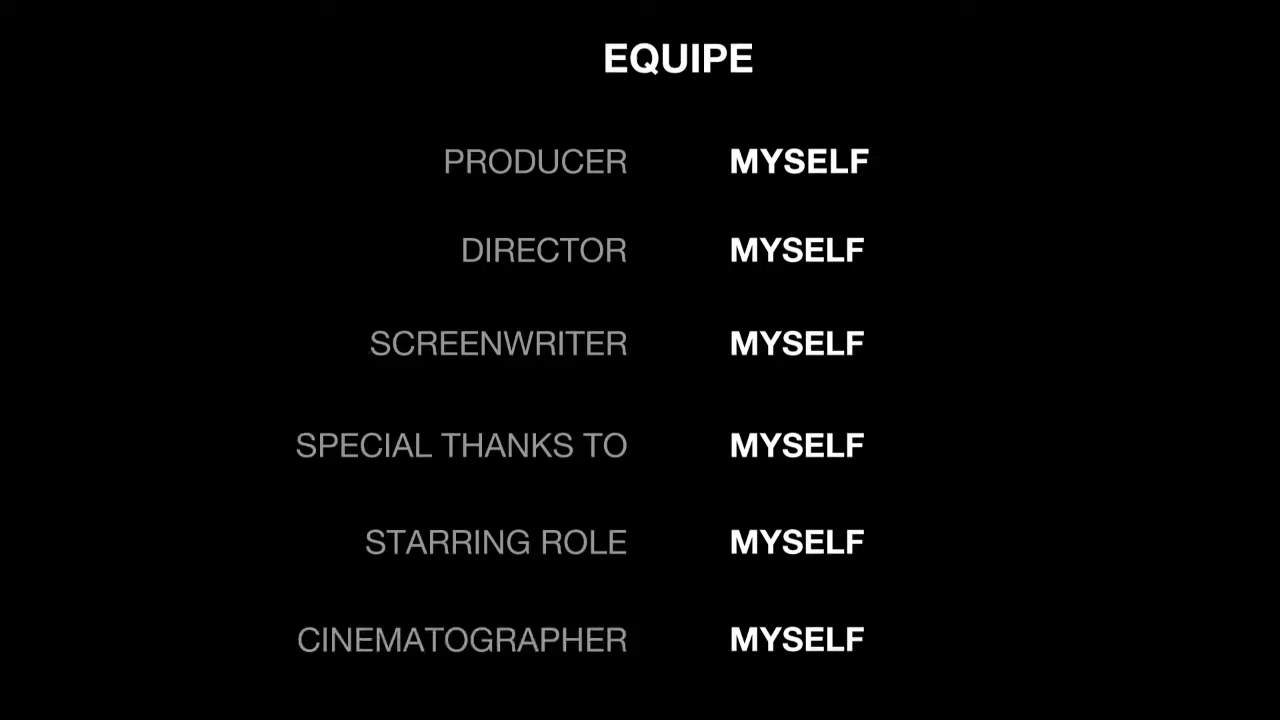 EQUIPE
PRODUCER MYSELF
DIRECTOR MYSELF
SCREENWRITER MYSELF
SPECIAL THANKS TO MYSELF
STARRING ROLE MYSELF
CINEMATOGRAPHER MYSELF